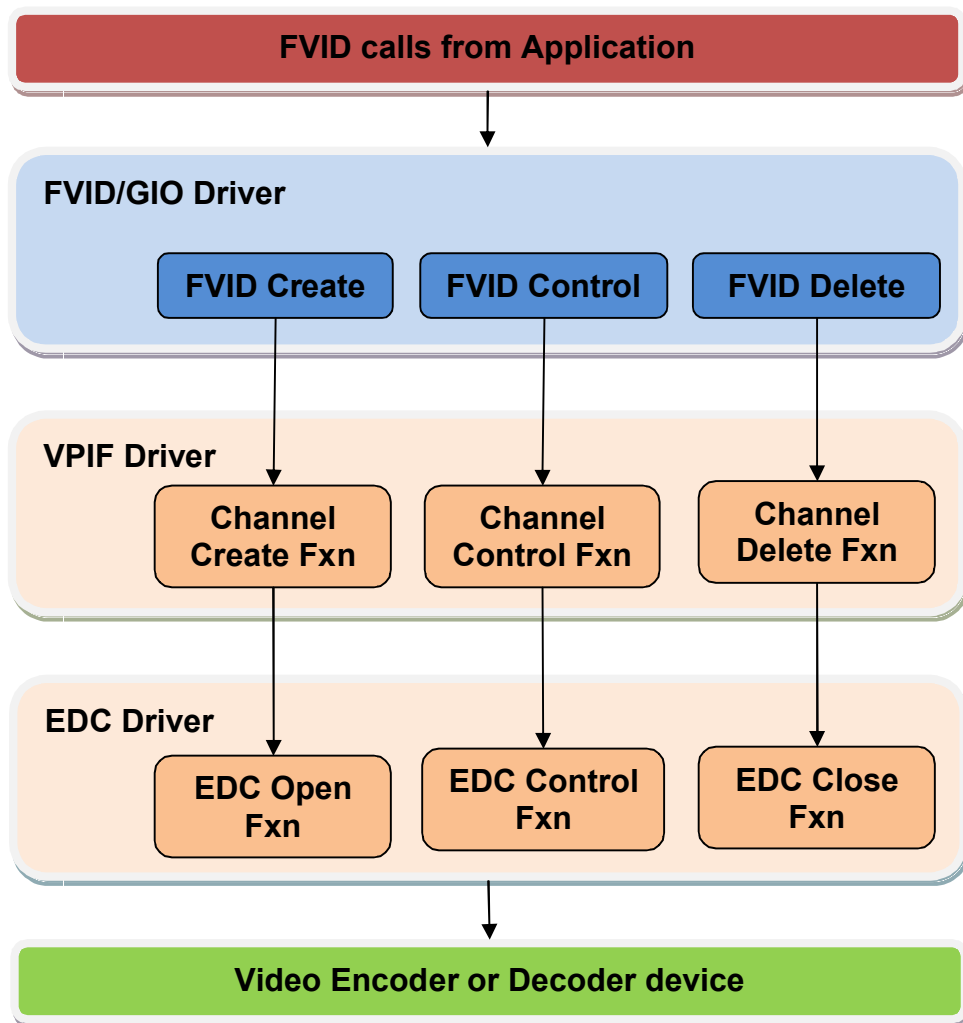 FVID calls from Application
FVID/GIO Driver
FVID Create
FVID Control
FVID Delete
VPIF Driver
Channel
Create Fxn
Channel
Control Fxn
Channel
Delete Fxn
EDC Driver
EDC Open
Fxn
EDC Control
Fxn
EDC Close
Fxn
Video Encoder or Decoder device